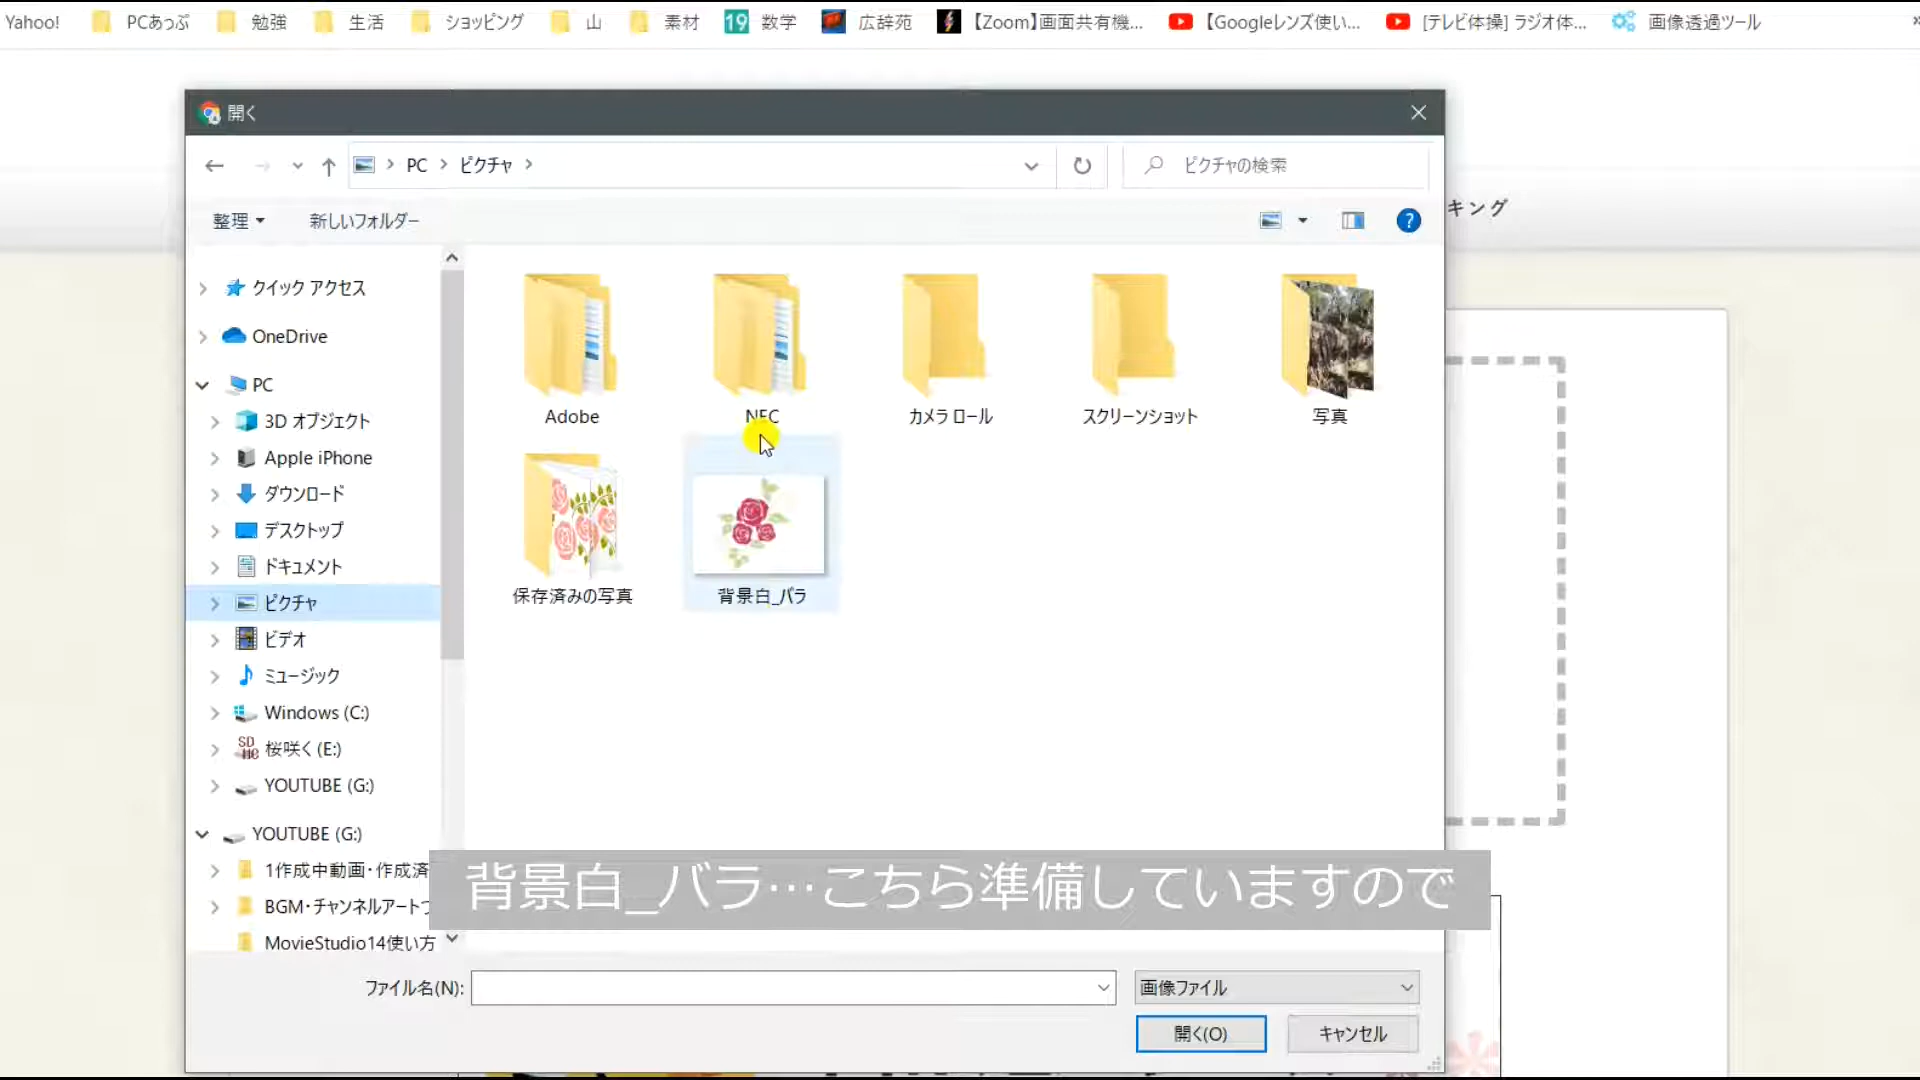 Yahoo! PCあっぷ 勉強 生活 ショッピング 山 素材 19 数学 広辞苑 【Zoom】画面共有機... 【Googleレンズ使い... [テレビ体操] ラジオ体... 画像透過ツール »
開く
PC ピクチャ ピクチャの検索
キング
整理 新しいフォルダー
クイック アクセス
OneDrive
PC
3D オブジェクト
Apple iPhone
ダウンロード
デスクトップ
ドキュメント
ピクチャ
ビデオ
ミュージック
Windows (C:)
桜咲く (E:)
YOUTUBE (G:)
YOUTUBE (G:)
1作成中動画・作成済
BGM・チャンネルアートつ
MovieStudio14使い方
Adobe NEC カメラ ロール スクリーンショット 写真
保存済みの写真 背景白_バラ
背景白_バラ…こちら準備していますので
ファイル名(N): 画像ファイル
開く(O) キャンセル